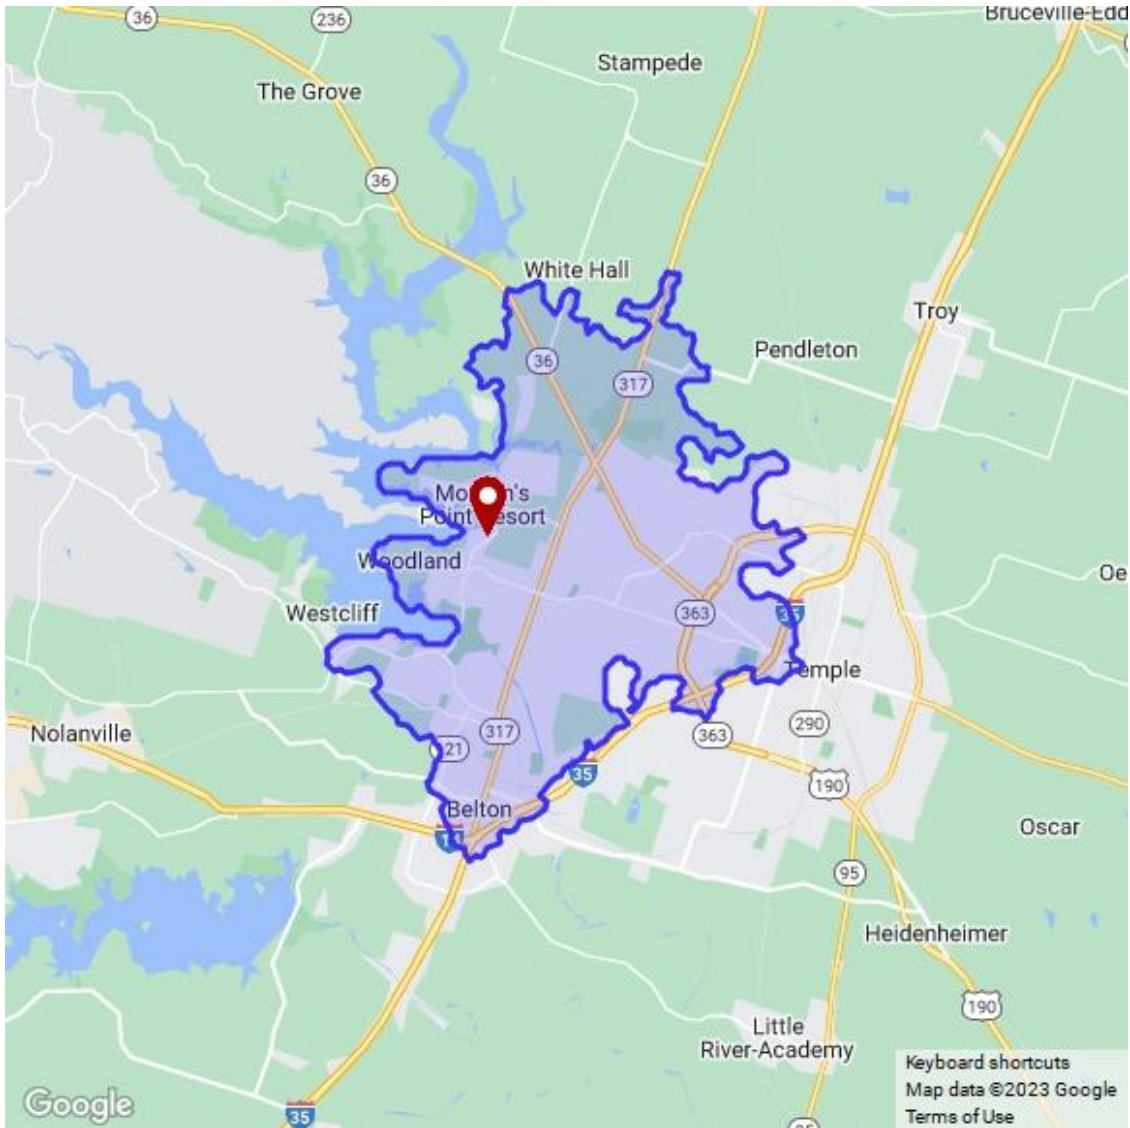 36
236
Bruceville-Edd
Stampede
The Grove
36
White Hall
Troy
Pendleton
36
317
Mo n's
Point esort
Woodland
Oe
Westcliff
363
35
Temple
Nolanville
317
21
290
363
35
190
Belton
Oscar
95
Heidenheimer
190
Little
River-Academy
Keyboard shortcuts
Map data ©2023 Google
Terms of Use
Google
35